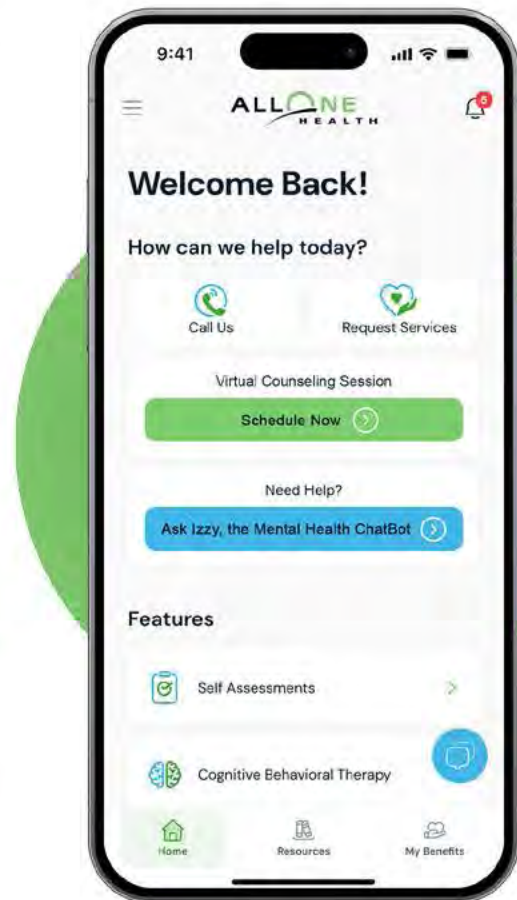 9:41
ALLONE
HEALTH
6
Welcome Back!
How can we help today?
Call Us
Request Services
Virtual Counseling Session
Schedule Now
Need Help?
Ask Izzy, the Mental Health ChatBot
Features
Self Assessments
Cognitive Behavioral Therapy
Home
Resources
My Benefits